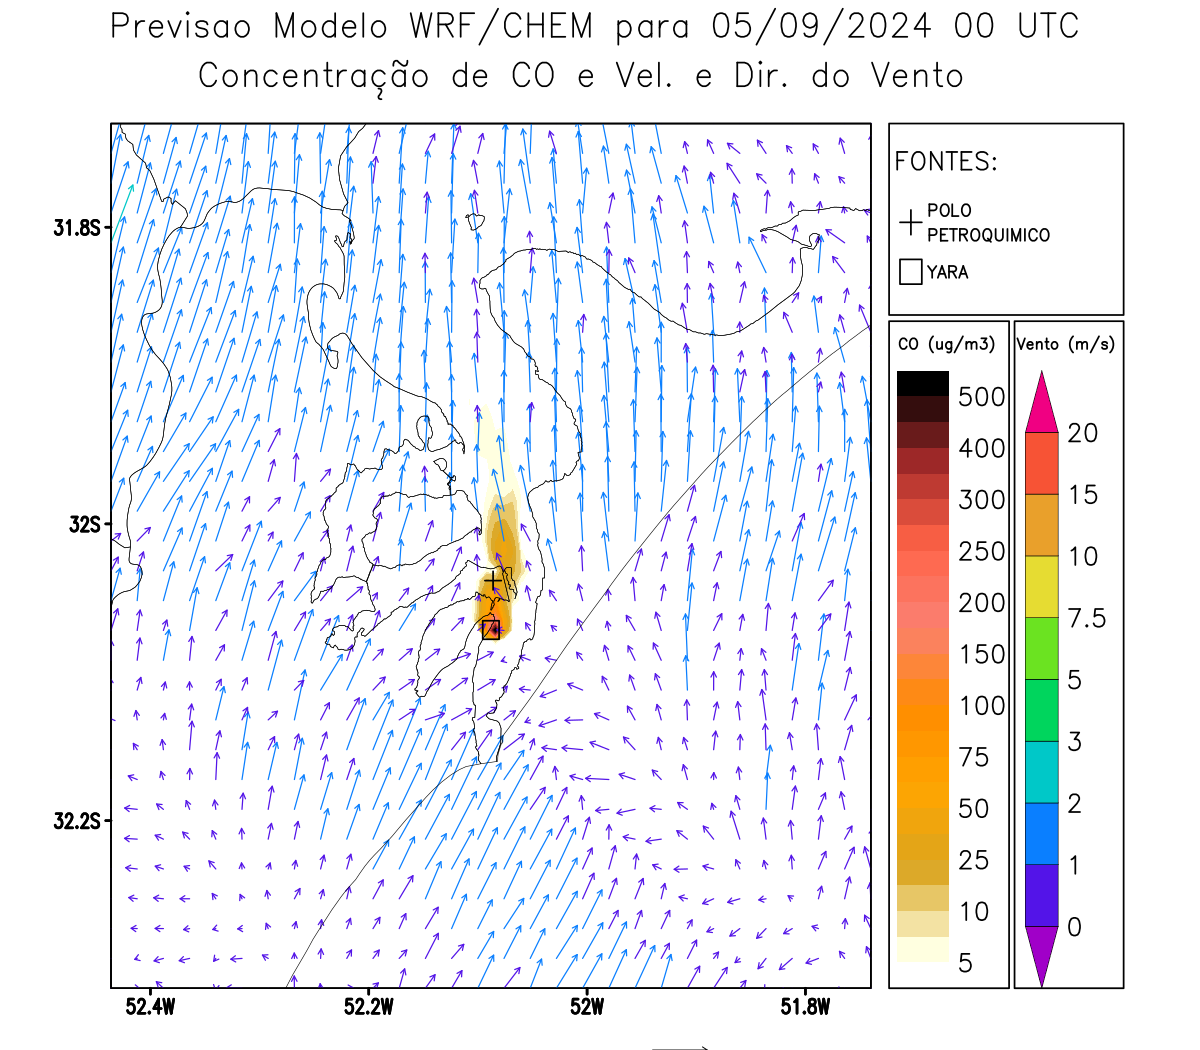 Previsao Modelo WRF/CHEM para 05/09/2024 00 UTC
Concentração de CO e Vel. e Dir. do Vento
FONTES:
POLO
PETROQUIMICO
YARA
CO (ug/m3)
500
400
300
250
200
150
100
75
50
25
10
5
Vento (m/s)
20
15
10
7.5
5
3
2
1
0
31.8S
32S
32.2S
52.4W
52.2W
52W
51.8W